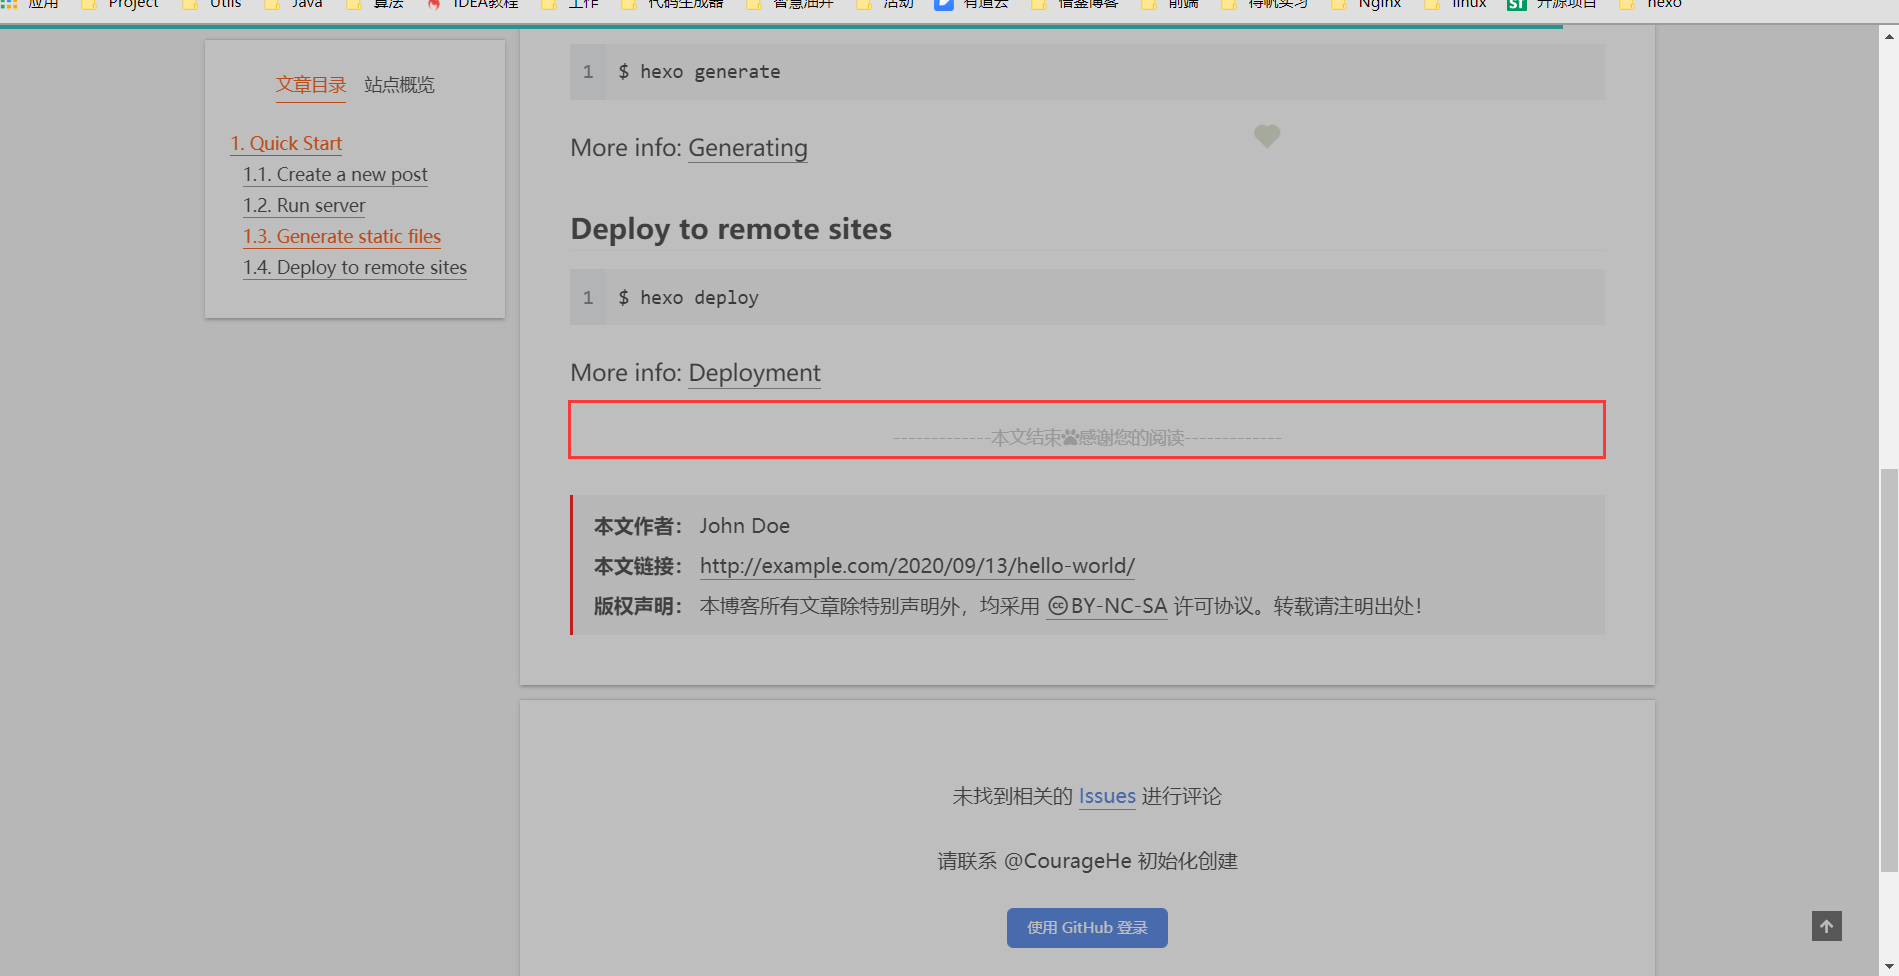 应用 Project Utils Java 算法 IDEA教程 工作 代码生成器 智慧油井 活动 有道云 借鉴博客 前端 得帆实习 Nginx linux ST 开源项目 hexo
文章目录 站点概览
1. Quick Start
1.1. Create a new post
1.2. Run server
1.3. Generate static files
1.4. Deploy to remote sites
1 $ hexo generate
More info: Generating
Deploy to remote sites
1 $ hexo deploy
More info: Deployment
-------------本文结束感谢您的阅读-------------
本文作者： John Doe
本文链接： http://example.com/2020/09/13/hello-world/
版权声明： 本博客所有文章除特别声明外，均采用 BY-NC-SA 许可协议。转载请注明出处！
未找到相关的 Issues 进行评论
请联系 @CourageHe 初始化创建
使用 GitHub 登录